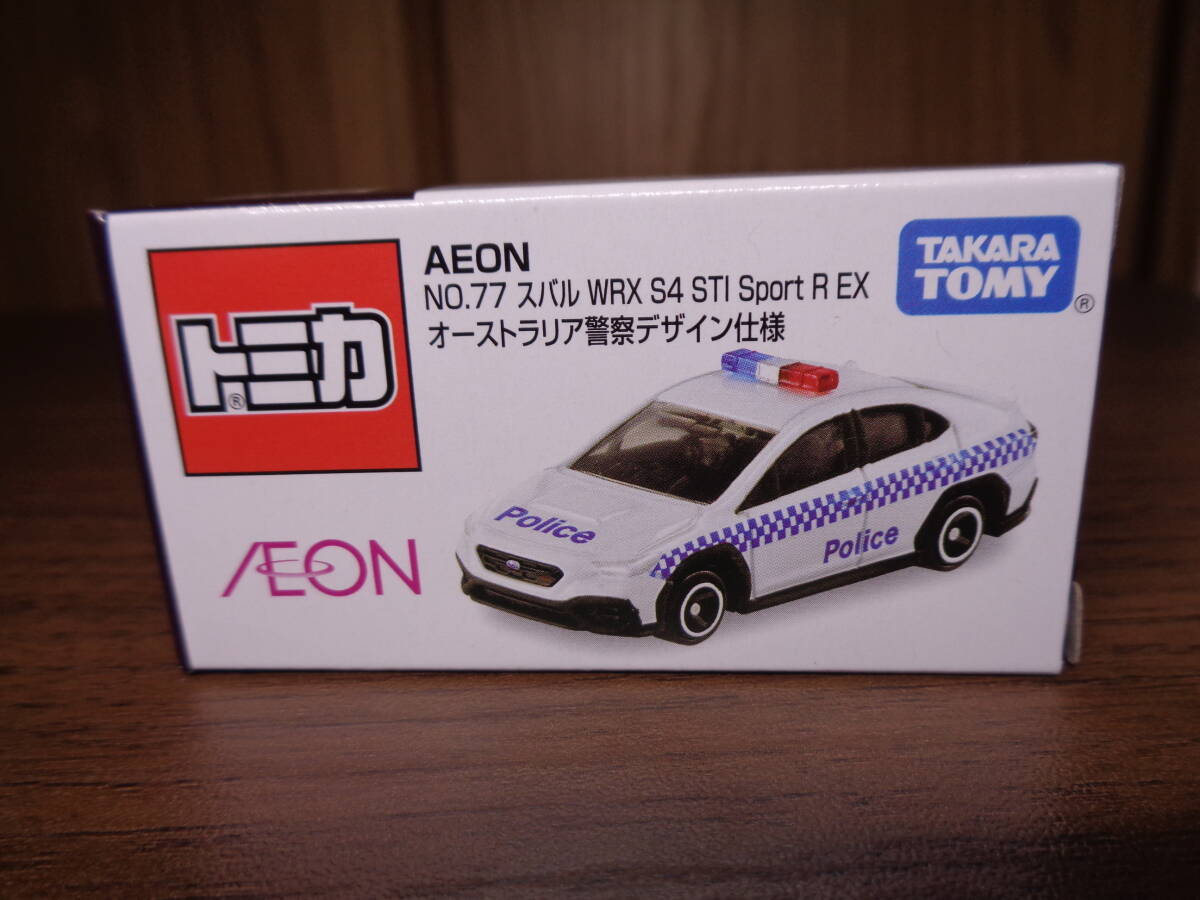 トミカ®
AEON
NO.77 スバル WRX S4 STI Sport R EX
オーストラリア警察デザイン仕様
TAKARA
TOMY®
AEON
Police
Police